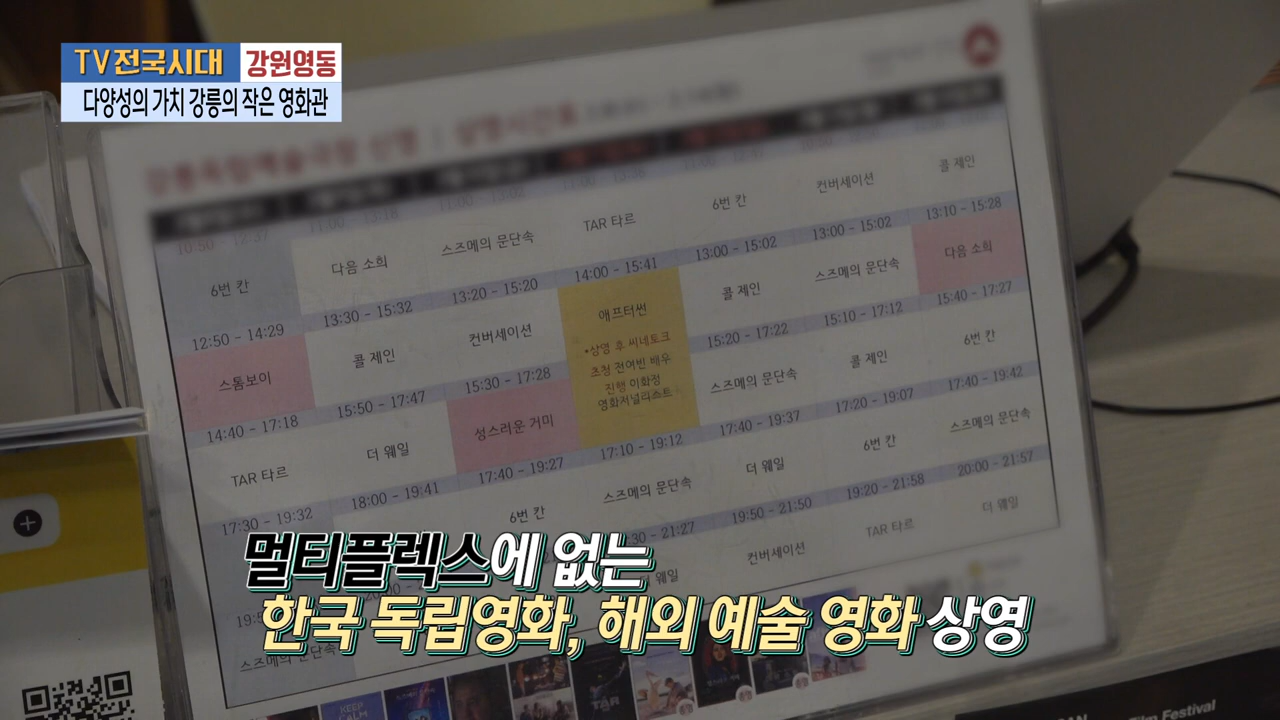 TV전국시대 강원영동
다양성의 가치 강릉의 작은 영화관
6번 칸
다음 소희
스즈메의 문단속
TAR 타르
6번 칸
컨버세이션
콜 제인
12:50 - 14:29
13:30 - 15:32
13:20 - 15:20
14:00 - 15:41
13:00 - 15:02
13:00 - 15:02
13:10 - 15:28
스톰보이
콜 제인
컨버세이션
애프터썬
•상영 후 씨네토크
초청 전여빈 배우
진행 이화정
영화저널리스트
콜 제인
스즈메의 문단속
다음 소희
14:40 - 17:18
15:50 - 17:47
15:30 - 17:28
15:20 - 17:22
15:10 - 17:12
15:40 - 17:27
TAR 타르
더 웨일
성스러운 거미
스즈메의 문단속
콜 제인
6번 칸
17:30 - 19:32
18:00 - 19:41
17:40 - 19:27
17:10 - 19:12
17:40 - 19:37
17:20 - 19:07
17:40 - 19:42
6번 칸
스즈메의 문단속
더 웨일
6번 칸
스즈메의 문단속
21:27
19:50 - 21:50
19:20 - 21:58
20:00 - 21:57
스즈메의 문단속
웨일
컨버세이션
TAR 타르
더 웨일
멀티플렉스에 없는
한국 독립영화, 해외 예술 영화 상영
KEEP
CALM
TAR
Film Festival